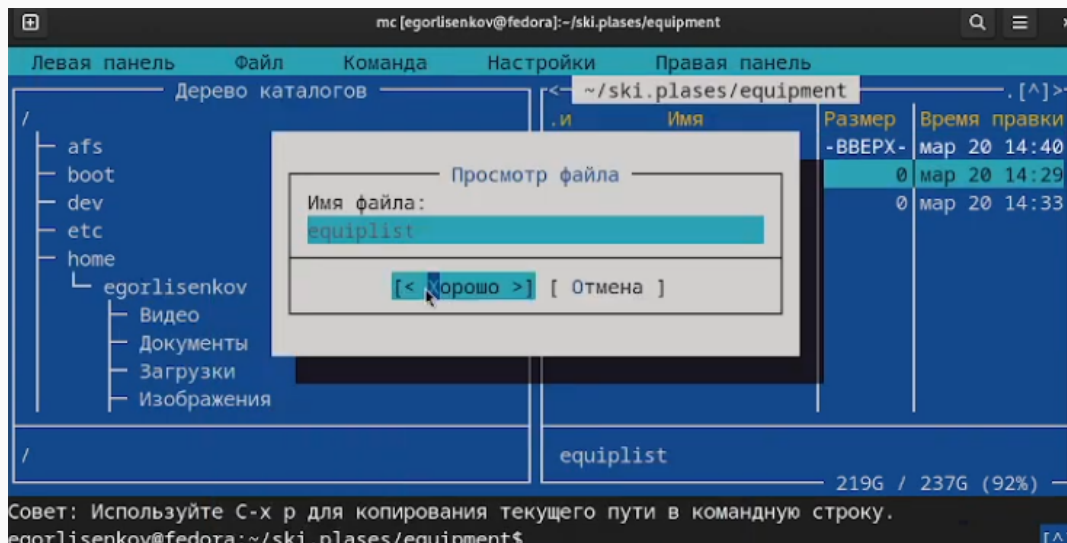 mc [egorlisenkov@fedora]:~/ski.plases/equipment
Левая панель Файл Команда Настройки Правая панель
Дерево каталогов
<- ~/ski.plases/equipment .[^]>
/
.и Имя Размер Время правки
afs
-ВВЕРХ- мар 20 14:40
boot
0 мар 20 14:29
dev
0 мар 20 14:33
etc
home
egorlisenkov
Видео
Документы
Загрузки
Изображения
Просмотр файла
Имя файла:
equiplist
[< Хорошо >] [ Отмена ]
/
equiplist
219G / 237G (92%)
Совет: Используйте C-x p для копирования текущего пути в командную строку.
egorlisenkov@fedora:~/ski.plases/equipment$
[^